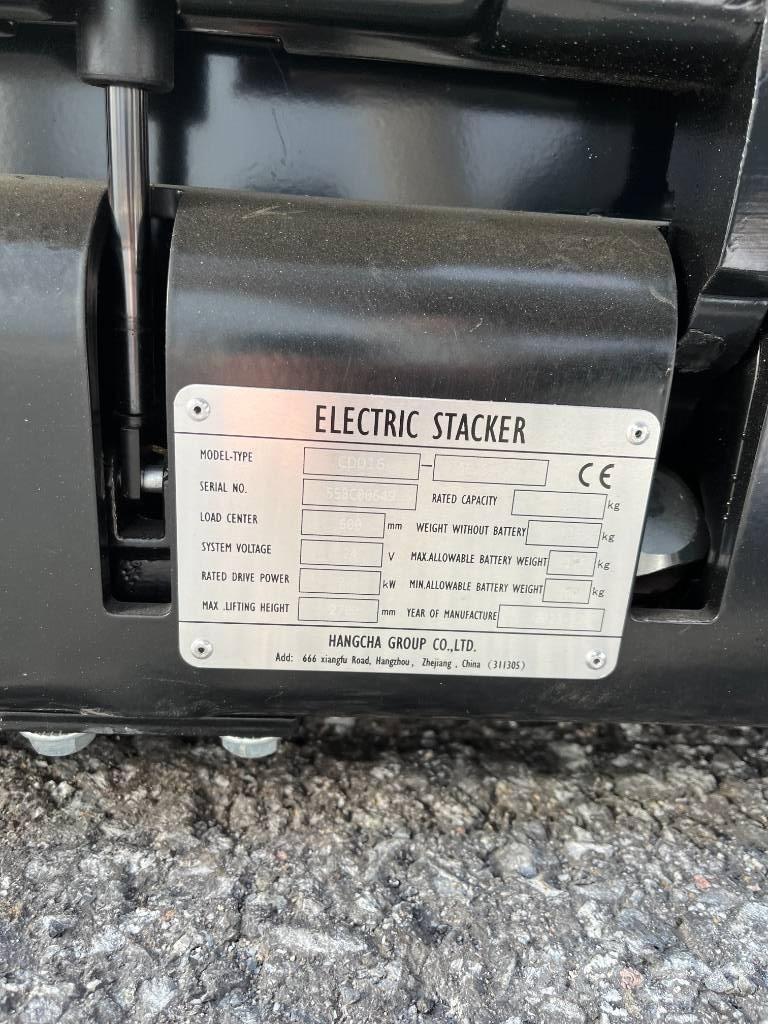 ELECTRIC STACKER
MODEL-TYPE CDD16 -
CE
SERIAL NO. 558C00649
RATED CAPACITY kg
LOAD CENTER 600 mm
WEIGHT WITHOUT BATTERY kg
SYSTEM VOLTAGE V
MAX.ALLOWABLE BATTERY WEIGHT kg
RATED DRIVE POWER kW
MIN.ALLOWABLE BATTERY WEIGHT kg
MAX .LIFTING HEIGHT mm
YEAR OF MANUFACTURE
HANGCHA GROUP CO.,LTD.
Add: 666 xiangfu Road, Hangzhou, Zhejiang, China (311305)